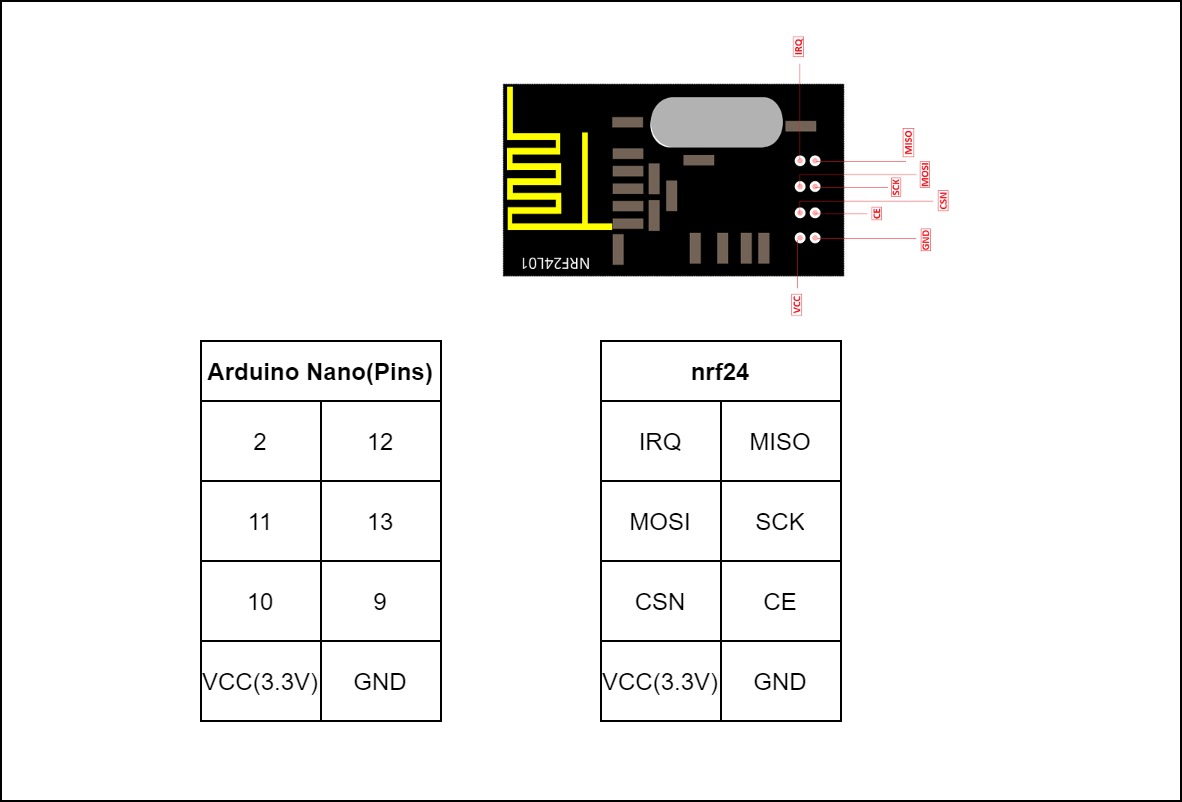 IRQ
MISO
MOSI
SCK
CSN
CE
GND
NRF24L01
VCC
Arduino Nano(Pins)
2 12
11 13
10 9
VCC(3.3V) GND
nrf24
IRQ MISO
MOSI SCK
CSN CE
VCC(3.3V) GND